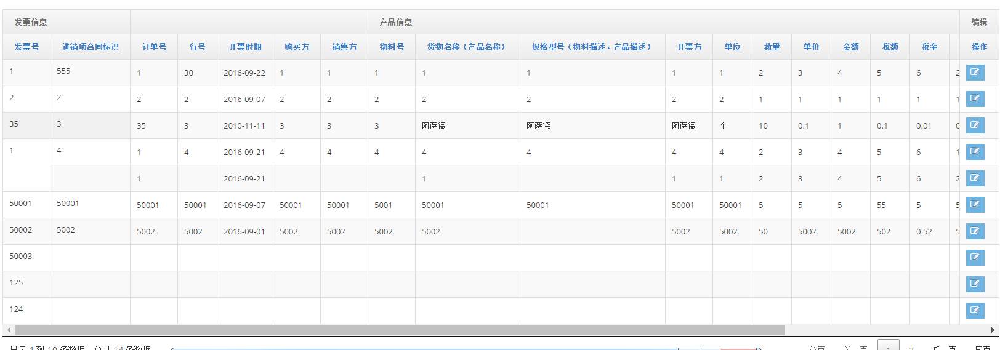 发票信息 产品信息 编辑
发票号 进销项合同标识 订单号 行号 开票时期 购买方 销售方 物料号 货物名称（产品名称） 规格型号（物料描述、产品描述） 开票方 单位 数量 单价 金额 税额 税率 操作
1 555 1 30 2016-09-22 1 1 1 1 1 1 1 2 3 4 5 6 2
2 2 2 2 2016-09-07 2 2 2 2 2 2 2 1 1 1 1 1 1
35 3 35 3 2010-11-11 3 3 3 阿萨德 阿萨德 阿萨德 个 10 0.1 1 0.1 0.01 0
1 4 1 4 2016-09-21 4 4 4 4 4 4 4 2 3 4 5 6 1
1 2016-09-21 1 1 1 2 3 4 5 6 2
50001 50001 50001 50001 2016-09-07 50001 50001 5001 50001 50001 50001 50001 5 5 5 55 5 5
50002 5002 5002 5002 2016-09-01 5002 5002 5002 5002 5002 5002 50 5002 5002 502 0.52 5
50003
125
124
显示 1 到 10 条数据，总共 14 条数据 首页 前一页 1 2 后一页 尾页